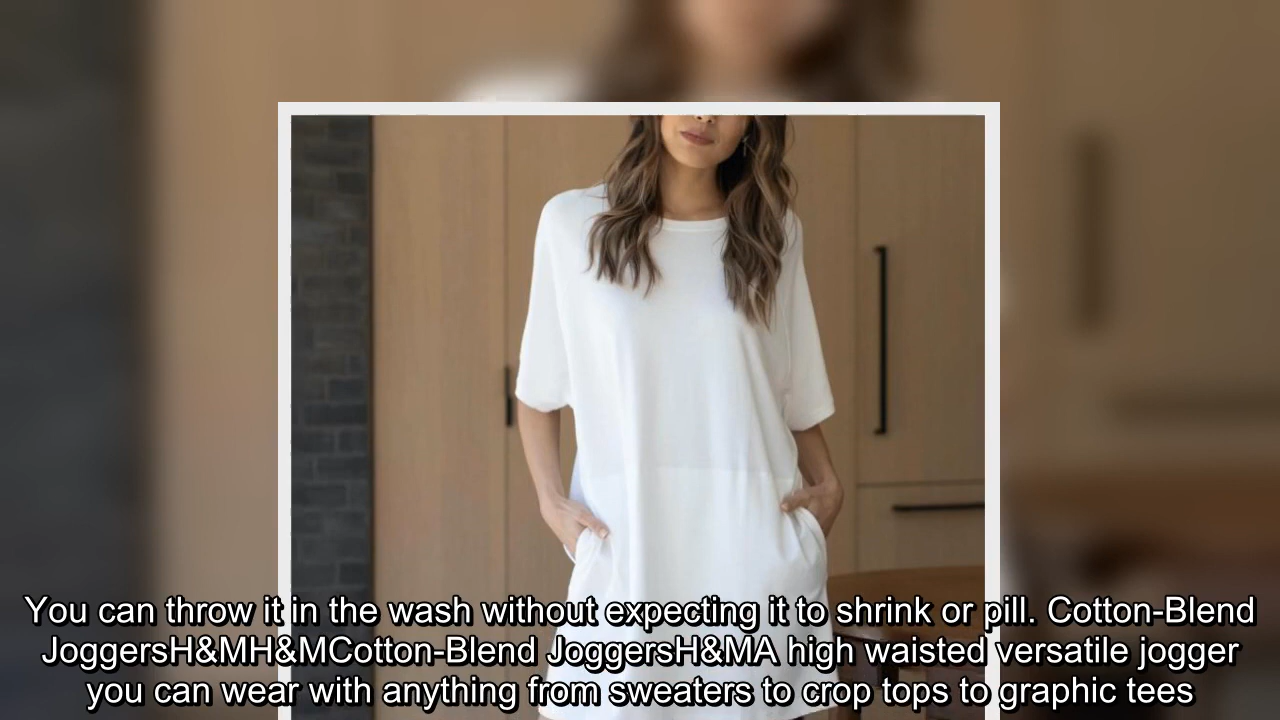 You can throw it in the wash without expecting it to shrink or pill. Cotton-Blend
JoggersH&MH&MCotton-Blend JoggersH&MA high waisted versatile jogger
you can wear with anything from sweaters to crop tops to graphic tees